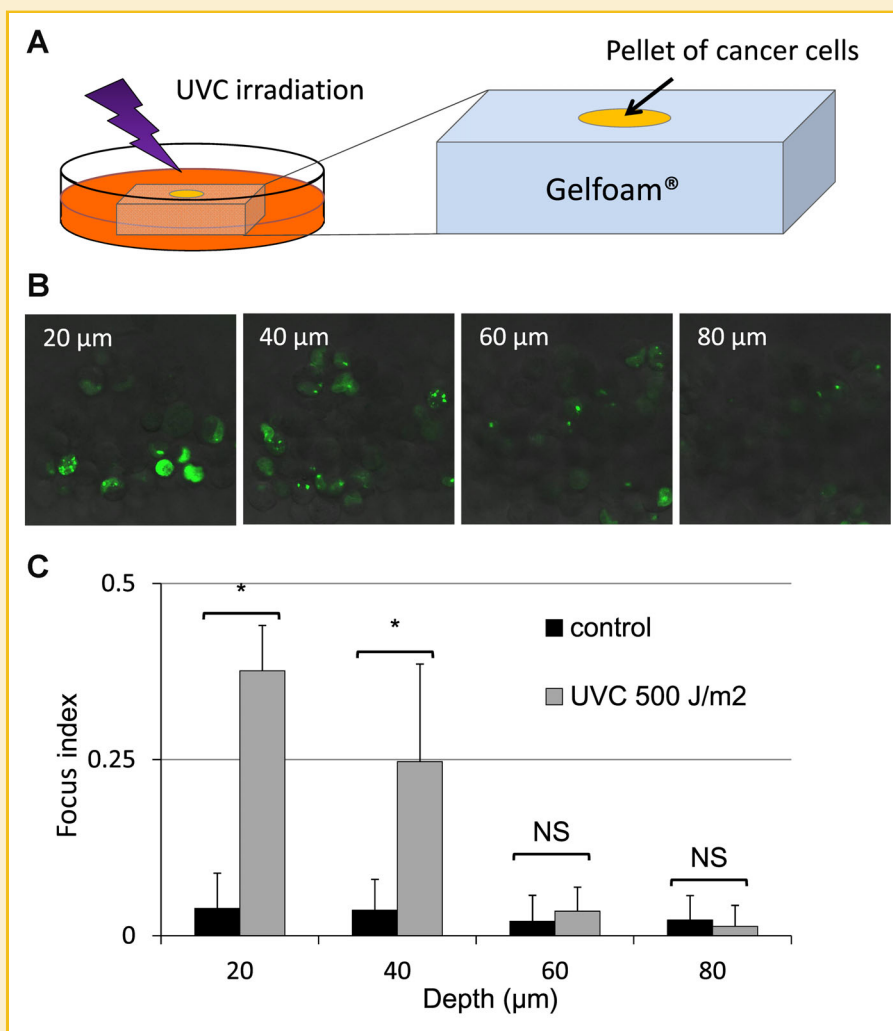 A
UVC irradiation
Pellet of cancer cells
Gelfoam®
B
20 µm
40 µm
60 µm
80 µm
C
Focus index
0.5
0.25
0
*
*
NS
NS
control
UVC 500 J/m2
20
40
60
80
Depth (µm)